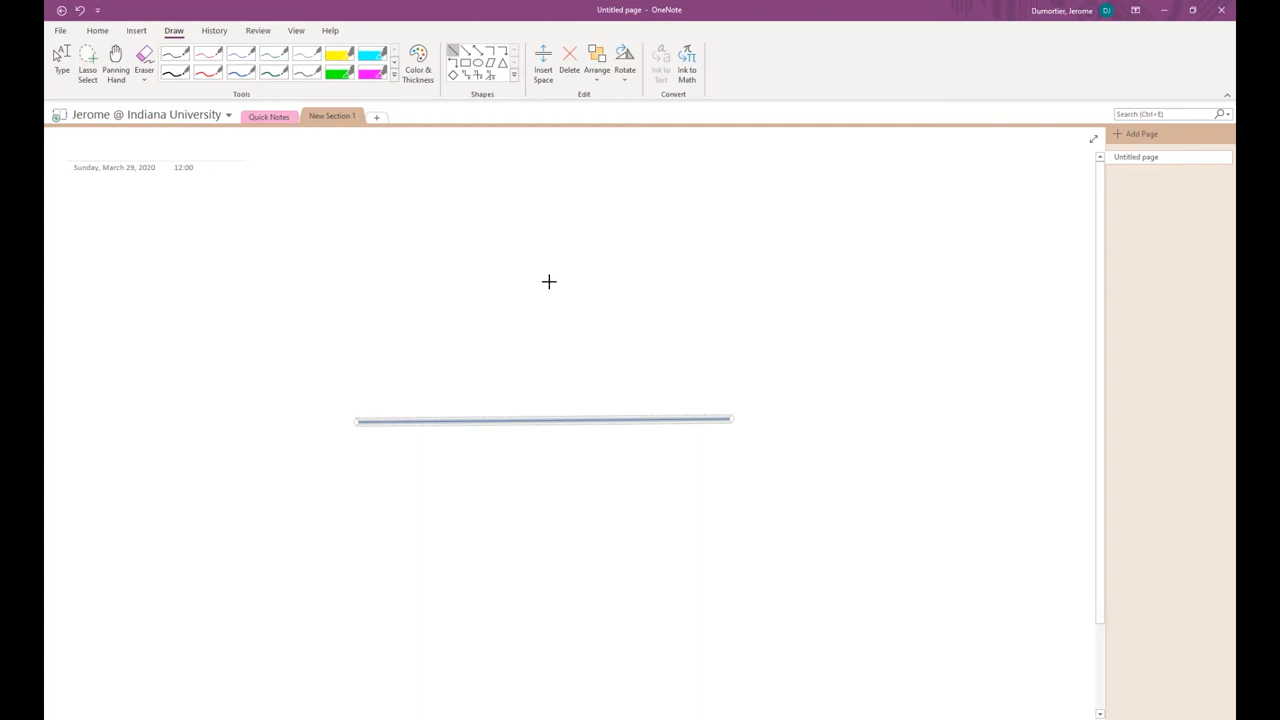 Untitled page - OneNote
Dumortier, Jerome DJ
File Home Insert Draw History Review View Help
Type
Lasso Select
Panning Hand
Eraser
Color & Thickness
Insert Space
Delete
Arrange
Rotate
Ink to Text
Ink to Math
Tools Shapes Edit Convert
Jerome @ Indiana University Quick Notes New Section 1 Search (Ctrl+E)
Add Page
Untitled page
Sunday, March 29, 2020 12:00